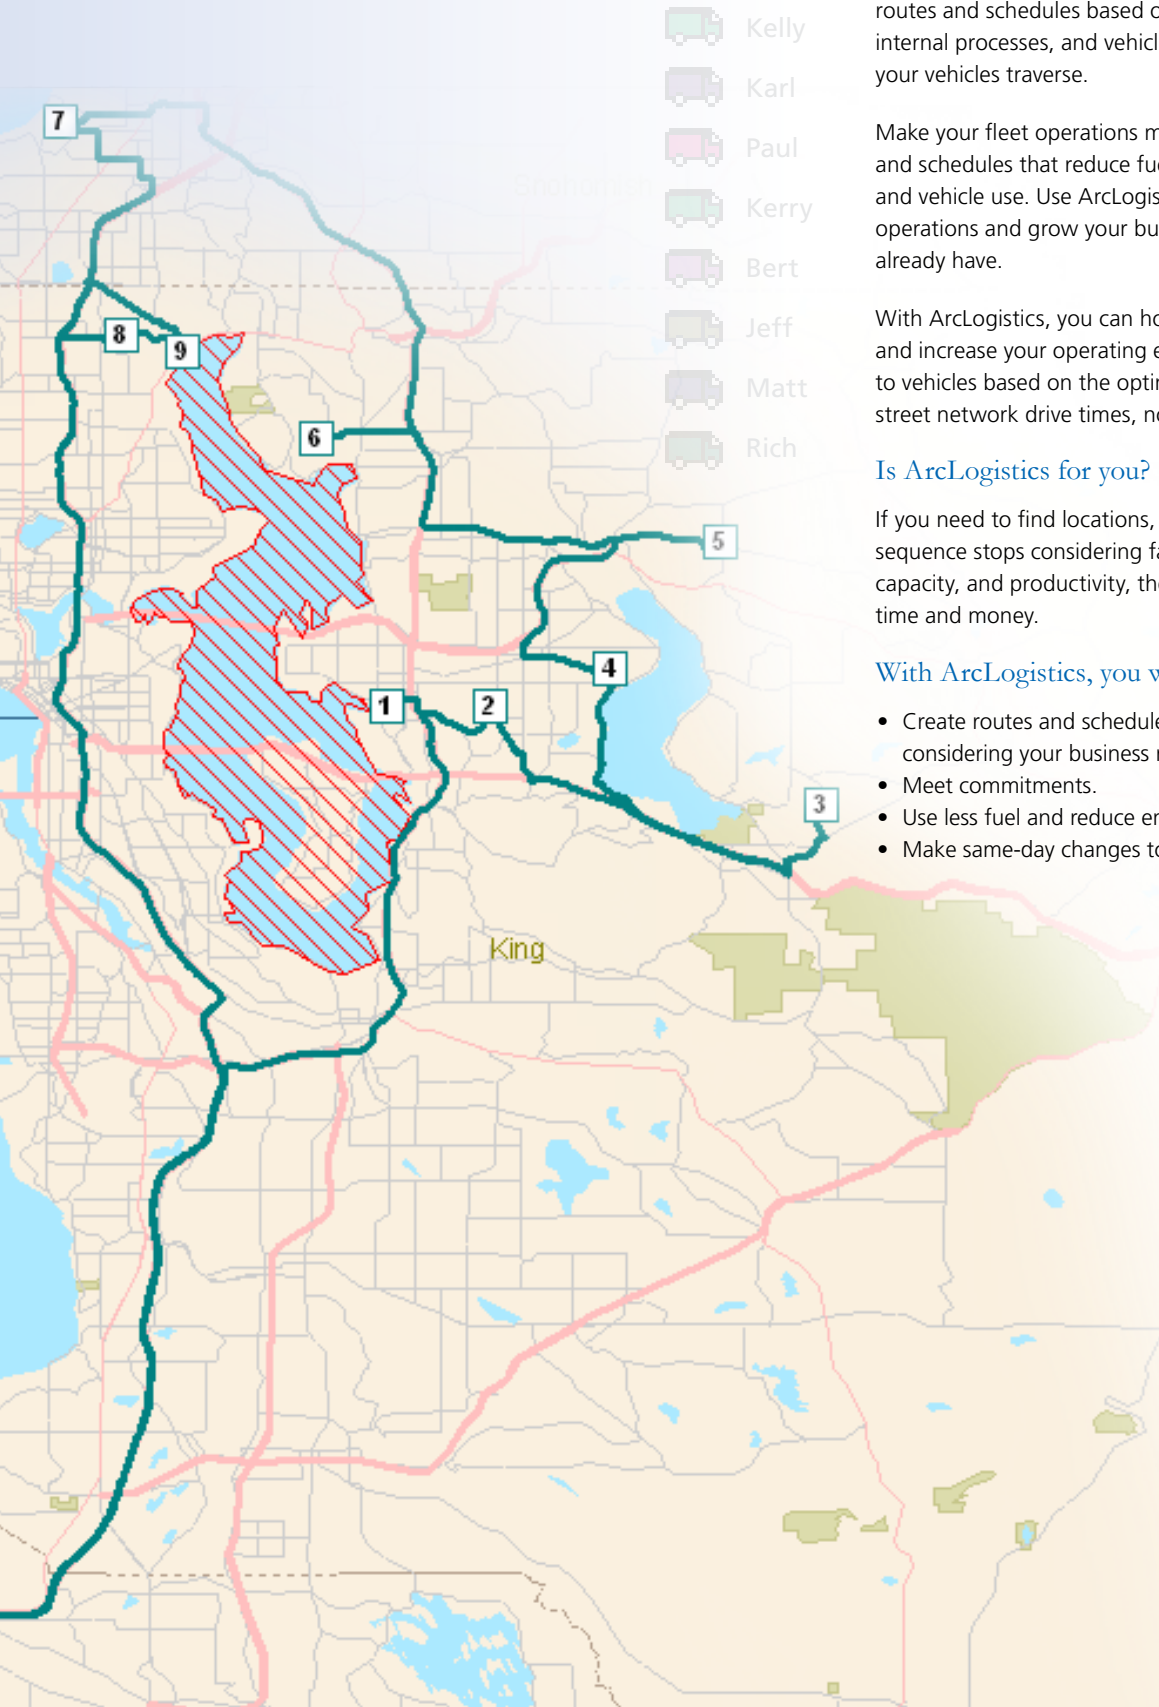 Kelly
Karl
Paul
Kerry
Bert
Jeff
Matt
Rich
7
8
9
6
5
4
1
2
3
King
routes and schedules based o
internal processes, and vehicl
your vehicles traverse.
Make your fleet operations m
and schedules that reduce fue
and vehicle use. Use ArcLogis
operations and grow your bu
already have.
With ArcLogistics, you can ho
and increase your operating e
to vehicles based on the optir
street network drive times, no
Is ArcLogistics for you?
If you need to find locations,
sequence stops considering fa
capacity, and productivity, the
time and money.
With ArcLogistics, you w
• Create routes and schedule
considering your business r
• Meet commitments.
• Use less fuel and reduce er
• Make same-day changes to